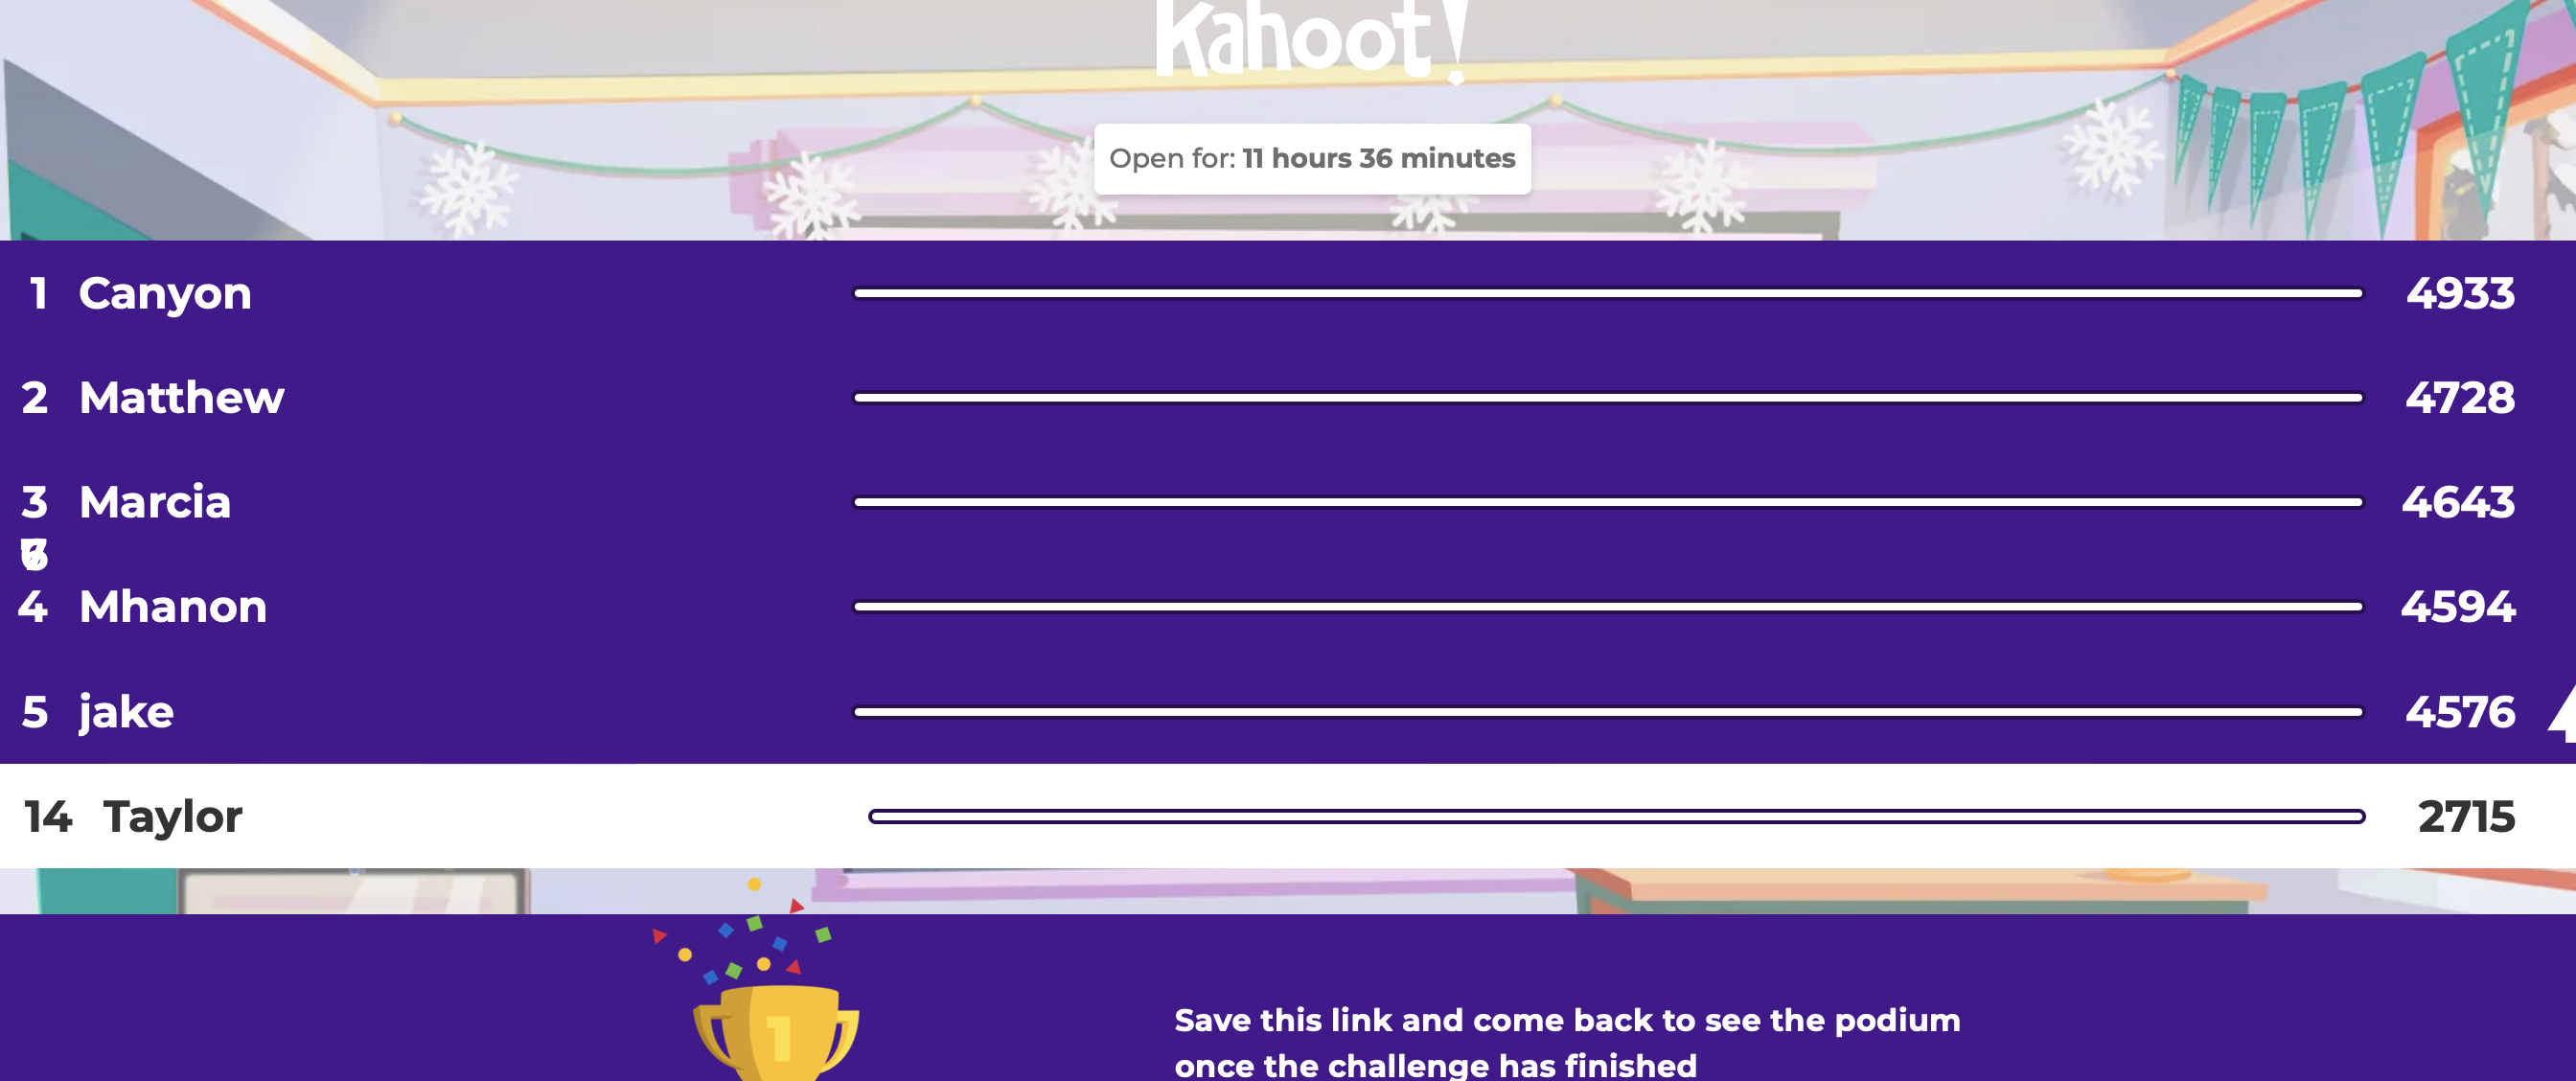 Kahoot!
Open for: 11 hours 36 minutes
1 Canyon 4933
2 Matthew 4728
3 Marcia 4643
4 Mhanon 4594
5 jake 4576
14 Taylor 2715
1
Save this link and come back to see the podium
once the challenge has finished